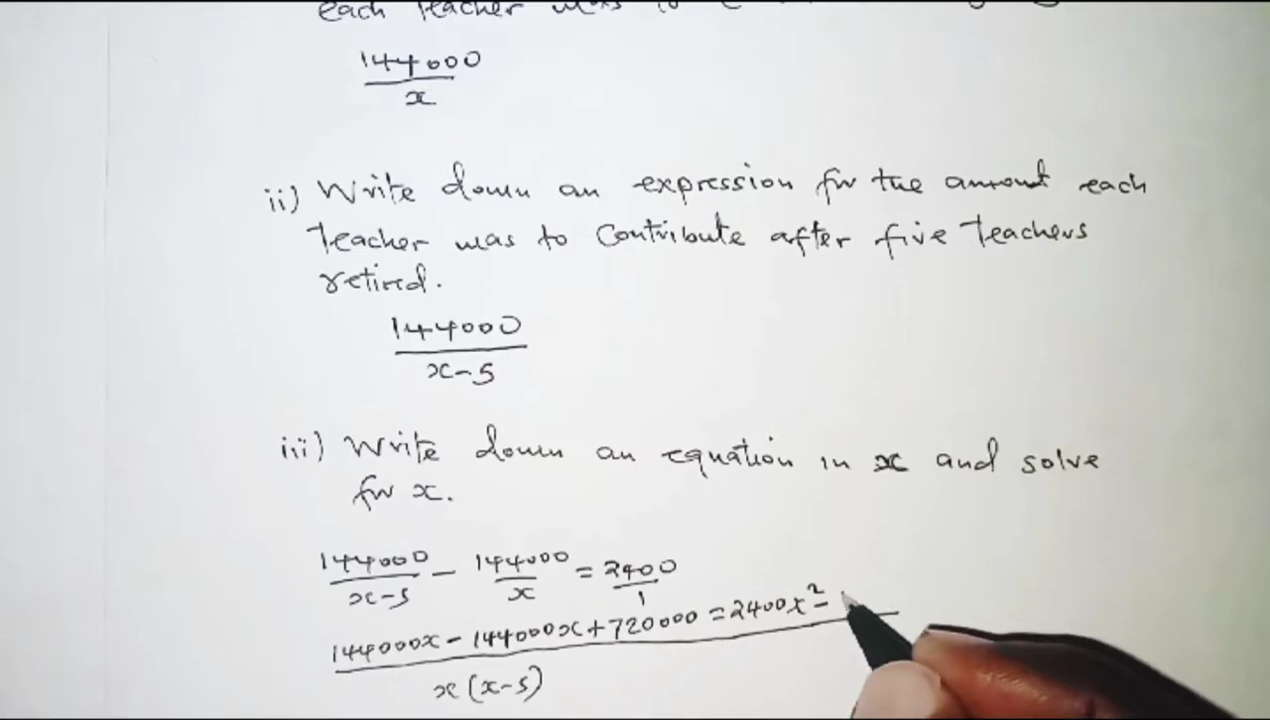 each teacher was to
144000
x
ii) Write down an expression for the amount each
teacher was to contribute after five teachers
retired.
144000
x-5
iii) Write down an equation in x and solve
for x.
144000/x-5 - 144000/x = 2400/1
144000x - 144000x + 720000 = 2400x² -
x(x-5)